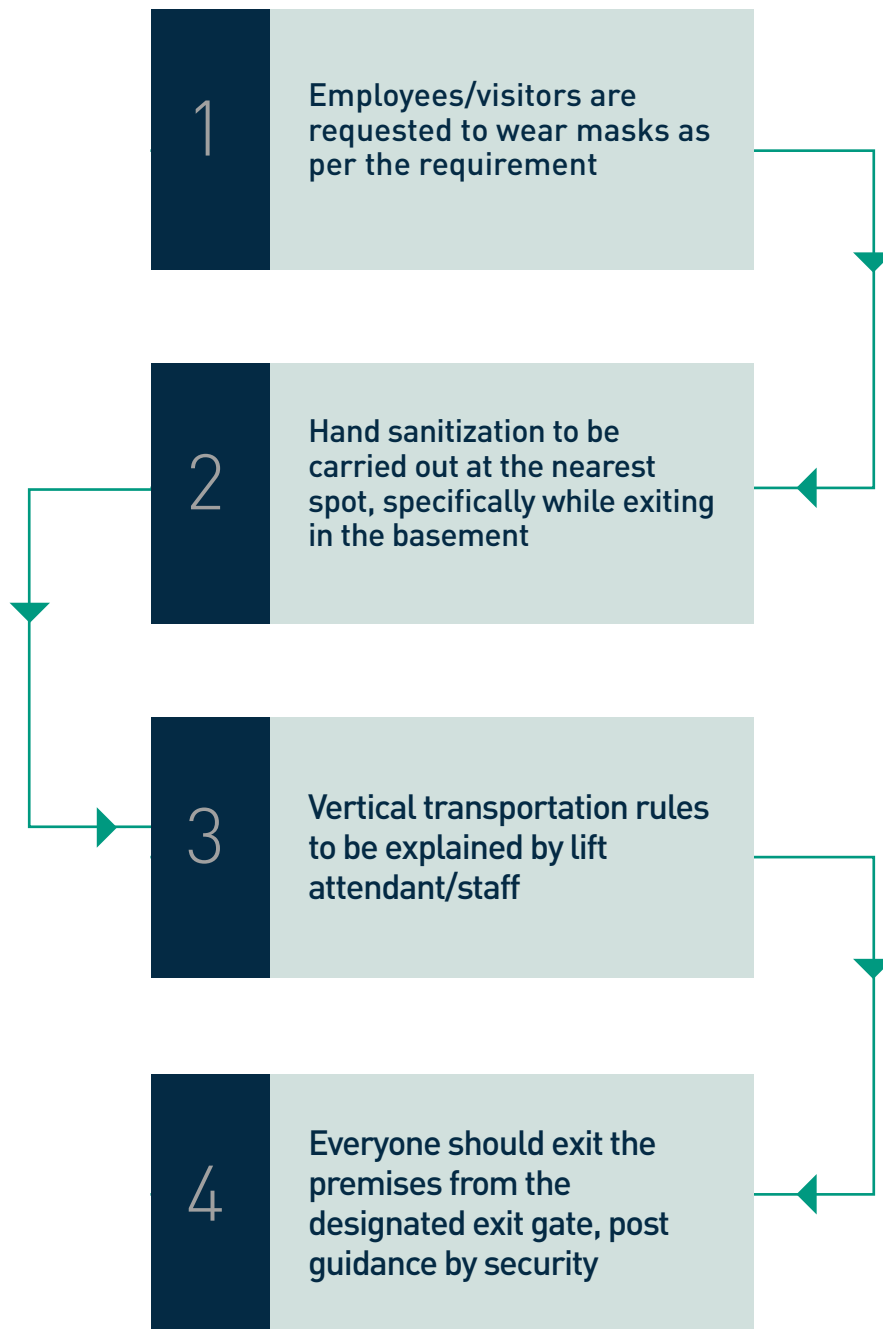 1
Employees/visitors are
requested to wear masks as
per the requirement
2
Hand sanitization to be
carried out at the nearest
spot, specifically while exiting
in the basement
3
Vertical transportation rules
to be explained by lift
attendant/staff
4
Everyone should exit the
premises from the
designated exit gate, post
guidance by security